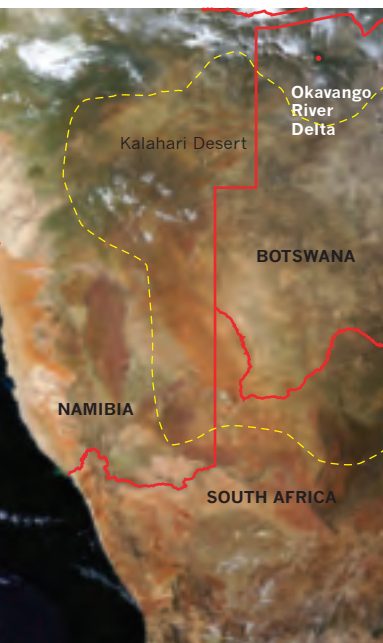 Okavango
River
Delta
Kalahari Desert
BOTSWANA
NAMIBIA
SOUTH AFRICA